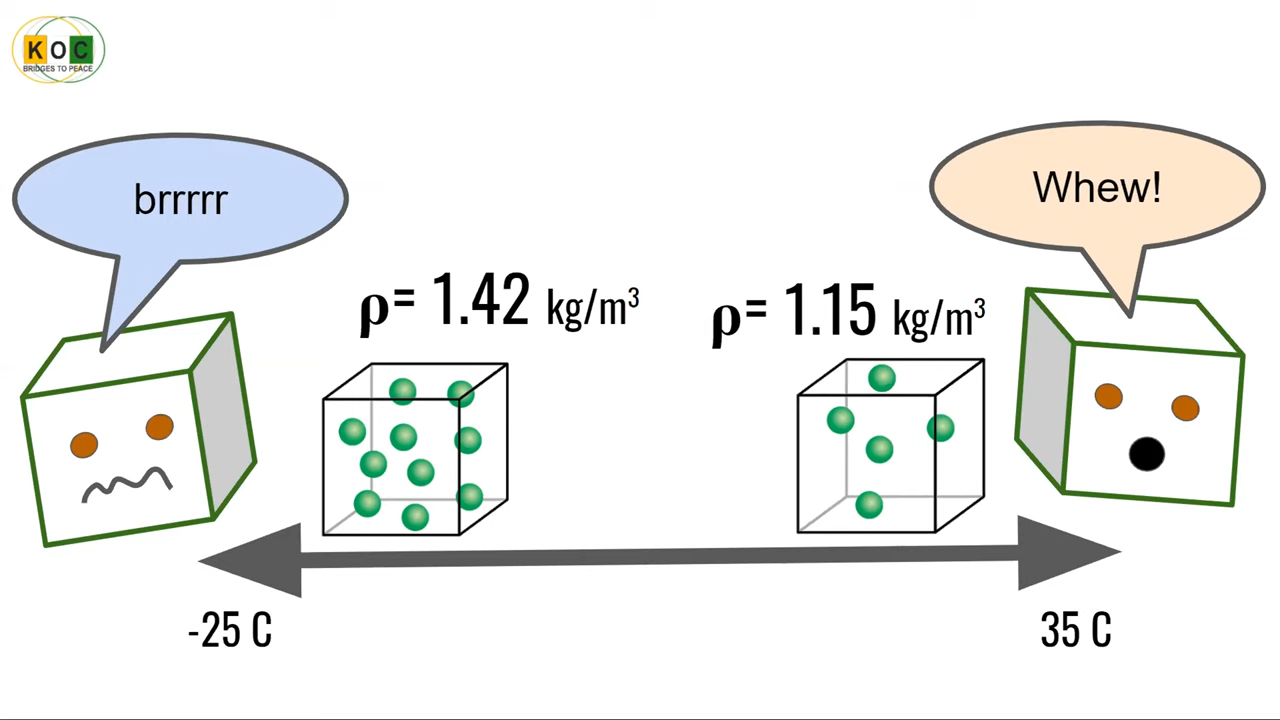 KOC
BRIDGES TO PEACE
brrrrr
Whew!
ρ= 1.42 kg/m³
ρ= 1.15 kg/m³
-25 C
35 C